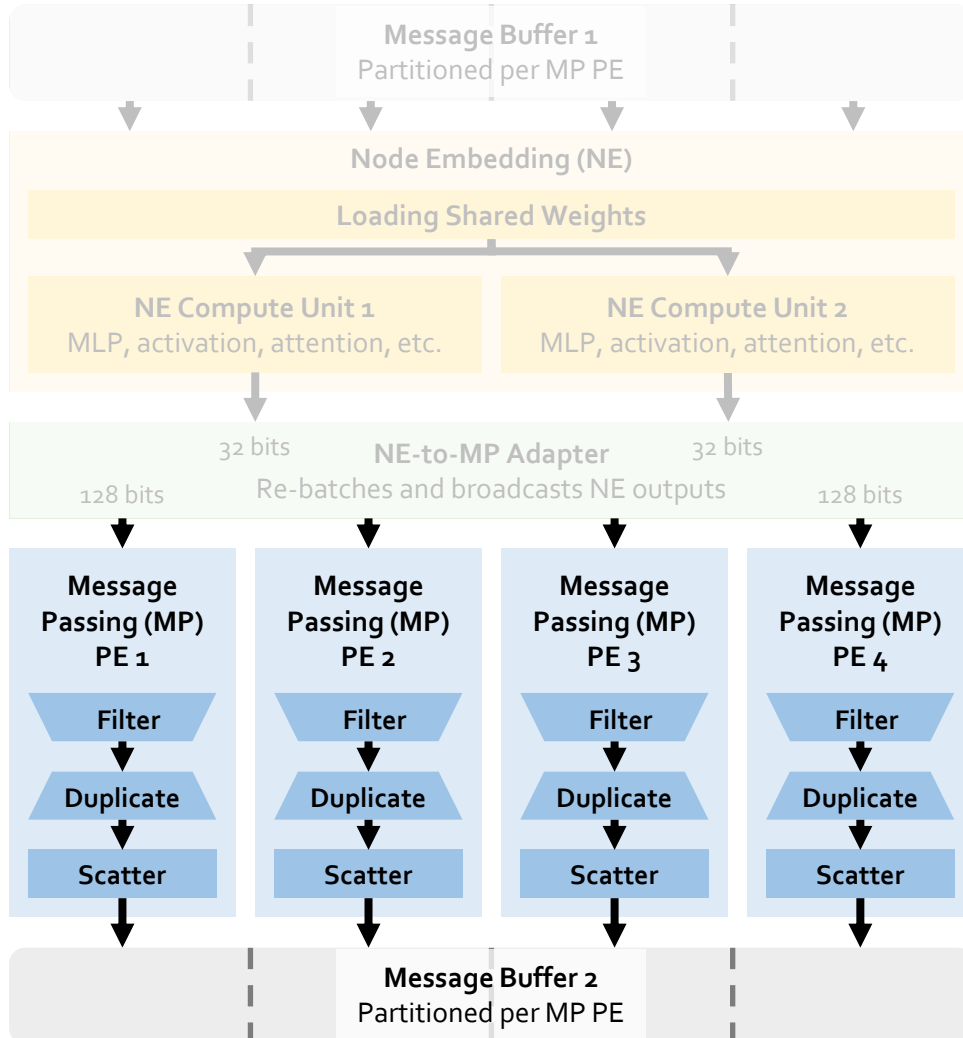 Message Buffer 1
Partitioned per MP PE
Node Embedding (NE)
Loading Shared Weights
NE Compute Unit 1
MLP, activation, attention, etc.
NE Compute Unit 2
MLP, activation, attention, etc.
32 bits
32 bits
NE-to-MP Adapter
Re-batches and broadcasts NE outputs
128 bits
128 bits
Message
Passing (MP)
PE 1
Filter
Duplicate
Scatter
Message
Passing (MP)
PE 2
Filter
Duplicate
Scatter
Message
Passing (MP)
PE 3
Filter
Duplicate
Scatter
Message
Passing (MP)
PE 4
Filter
Duplicate
Scatter
Message Buffer 2
Partitioned per MP PE